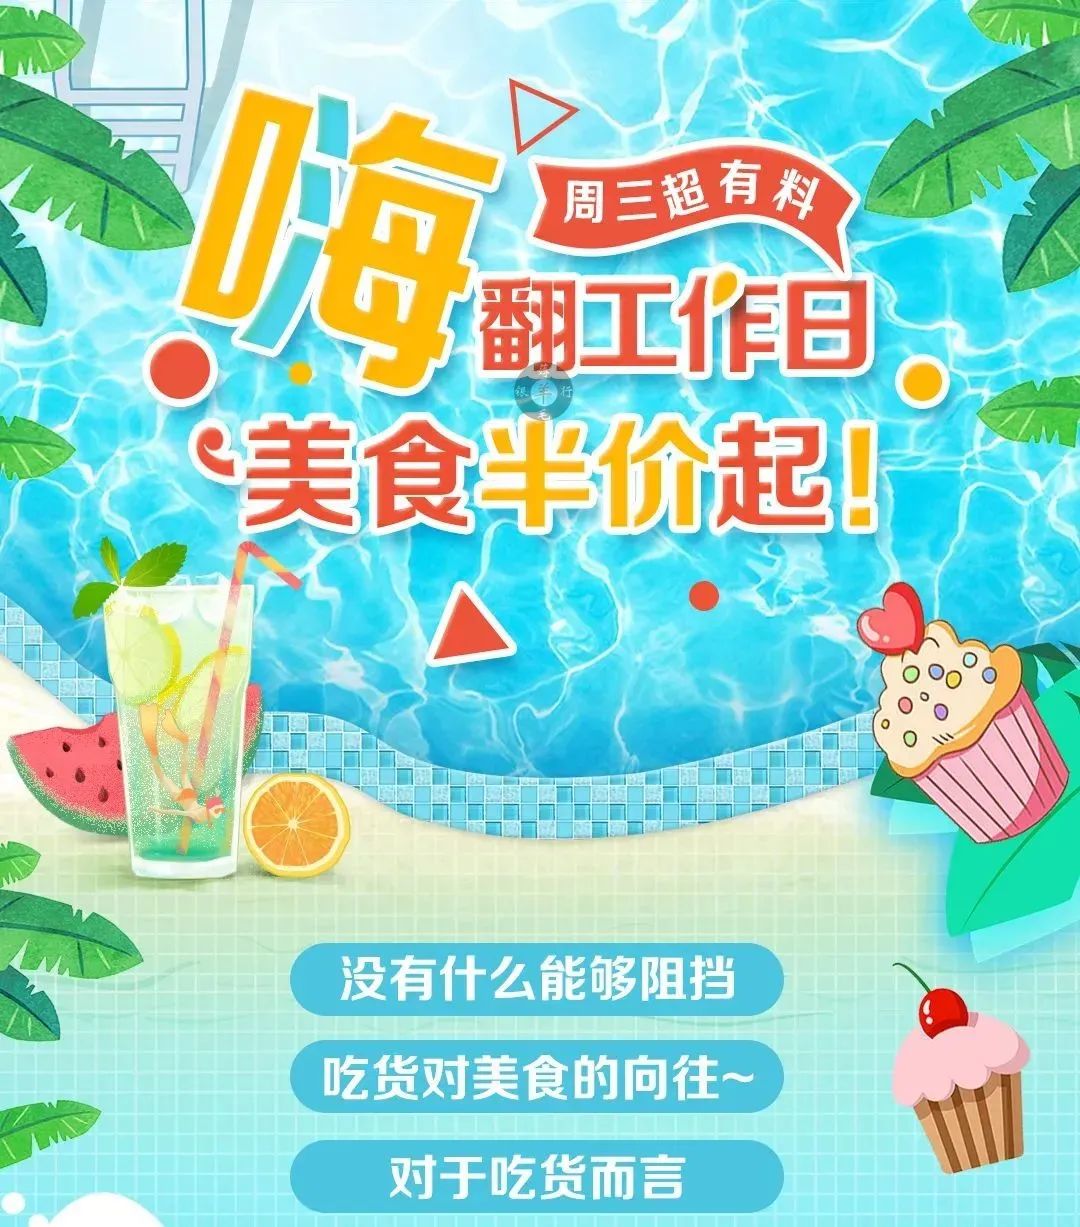 周三超有料
嗨翻工作日
美食半价起!
没有什么能够阻挡
吃货对美食的向往~
对于吃货而言